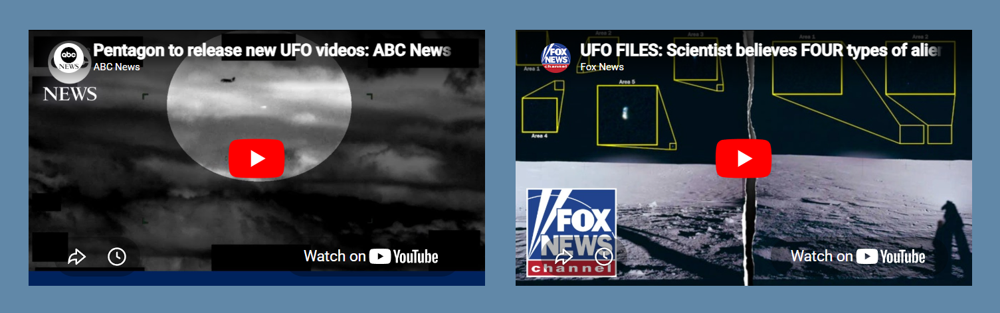 Pentagon to release new UFO videos: ABC News
ABC News
abc
NEWS
NEWS
Watch on YouTube
UFO FILES: Scientist believes FOUR types of alien
Fox News
FOX
NEWS
channel
Area 2
Area 3
Area 1
Area 2
Area 1
Area 5
Area 4
FOX
NEWS
channel
Watch on YouTube